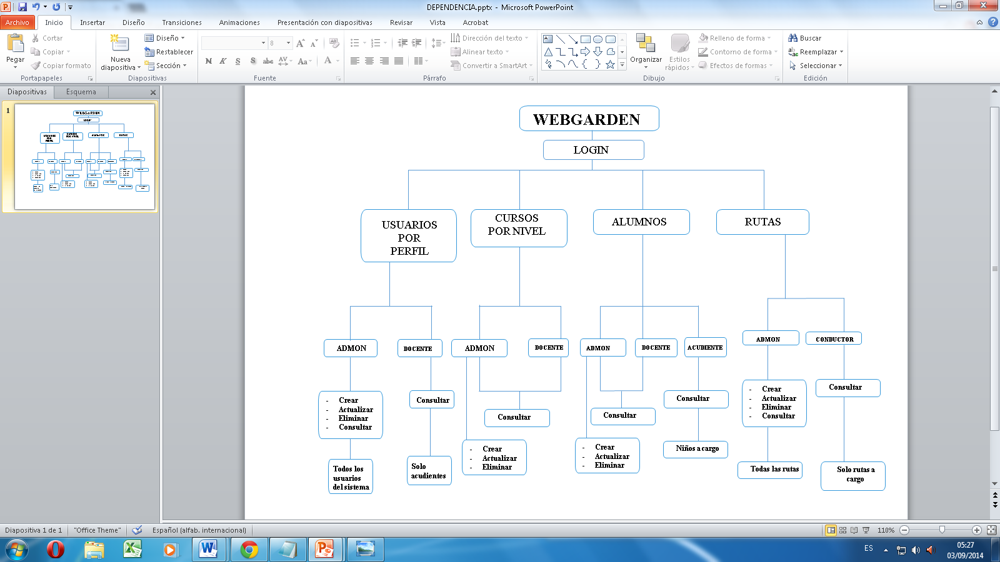 DEPENDENCIA.pptx - Microsoft PowerPoint
Archivo Inicio Insertar Diseño Transiciones Animaciones Presentación con diapositivas Revisar Vista Acrobat
Pegar
Cortar
Copiar
Copiar formato
Portapapeles
Nueva
diapositiva
Diseño
Restablecer
Sección
Diapositivas
8
N K S S abc AV Aa A
Fuente
Dirección del texto
Alinear texto
Convertir a SmartArt
Párrafo
Organizar
Estilos
rápidos
Relleno de forma
Contorno de forma
Efectos de formas
Dibujo
Buscar
Reemplazar
Seleccionar
Edición
Diapositivas Esquema
1
WEBGARDEN
LOGIN
USUARIOS
POR
PERFIL
CURSOS
POR NIVEL
ALUMNOS
RUTAS
ADMON
DOCENTE
ADMON
DOCENTE
ADMON
DOCENTE
ACUDIENTE
ADMON
CONDUCTOR
- Crear
- Actualizar
- Eliminar
- Consultar
Consultar
Consultar
Consultar
Consultar
- Crear
- Actualizar
- Eliminar
- Consultar
Consultar
Todos los
usuarios
del sistema
Solo
acudientes
- Crear
- Actualizar
- Eliminar
- Crear
- Actualizar
- Eliminar
Niños a cargo
Todas las rutas
Solo rutas a
cargo
Diapositiva 1 de 1 "Office Theme" Español (alfab. internacional) 110%
ES 05:27
03/09/2014